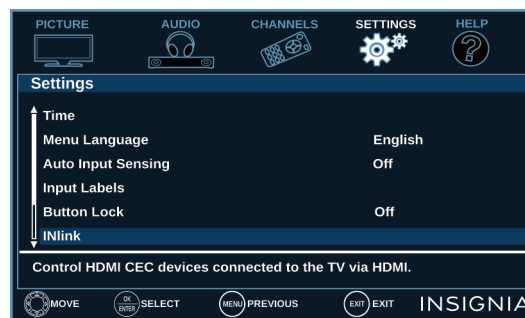 PICTURE AUDIO CHANNELS SETTINGS HELP
Settings
Time
Menu Language English
Auto Input Sensing Off
Input Labels
Button Lock Off
INlink
Control HDMI CEC devices connected to the TV via HDMI.
MOVE OK ENTER SELECT MENU PREVIOUS EXIT EXIT INSIGNIA